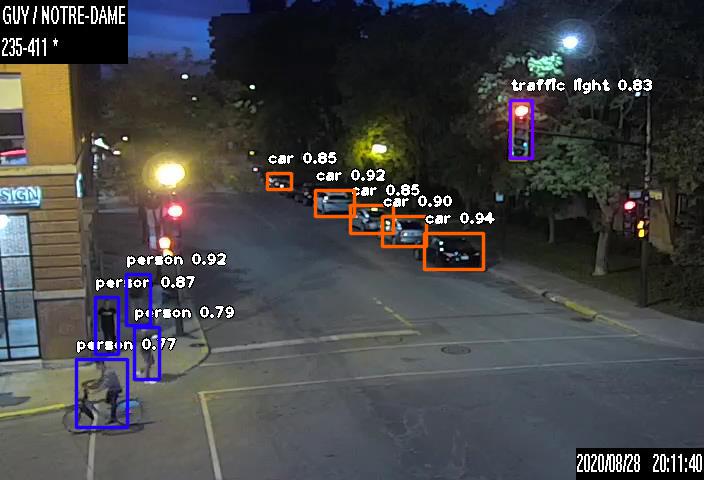 GUY / NOTRE-DAME
235-411 *
traffic light 0.83
car 0.85
car 0.92
car 0.85
car 0.90
car 0.94
SIGN
person 0.92
person 0.87
person 0.79
person 0.77
2020/08/28 20:11:40